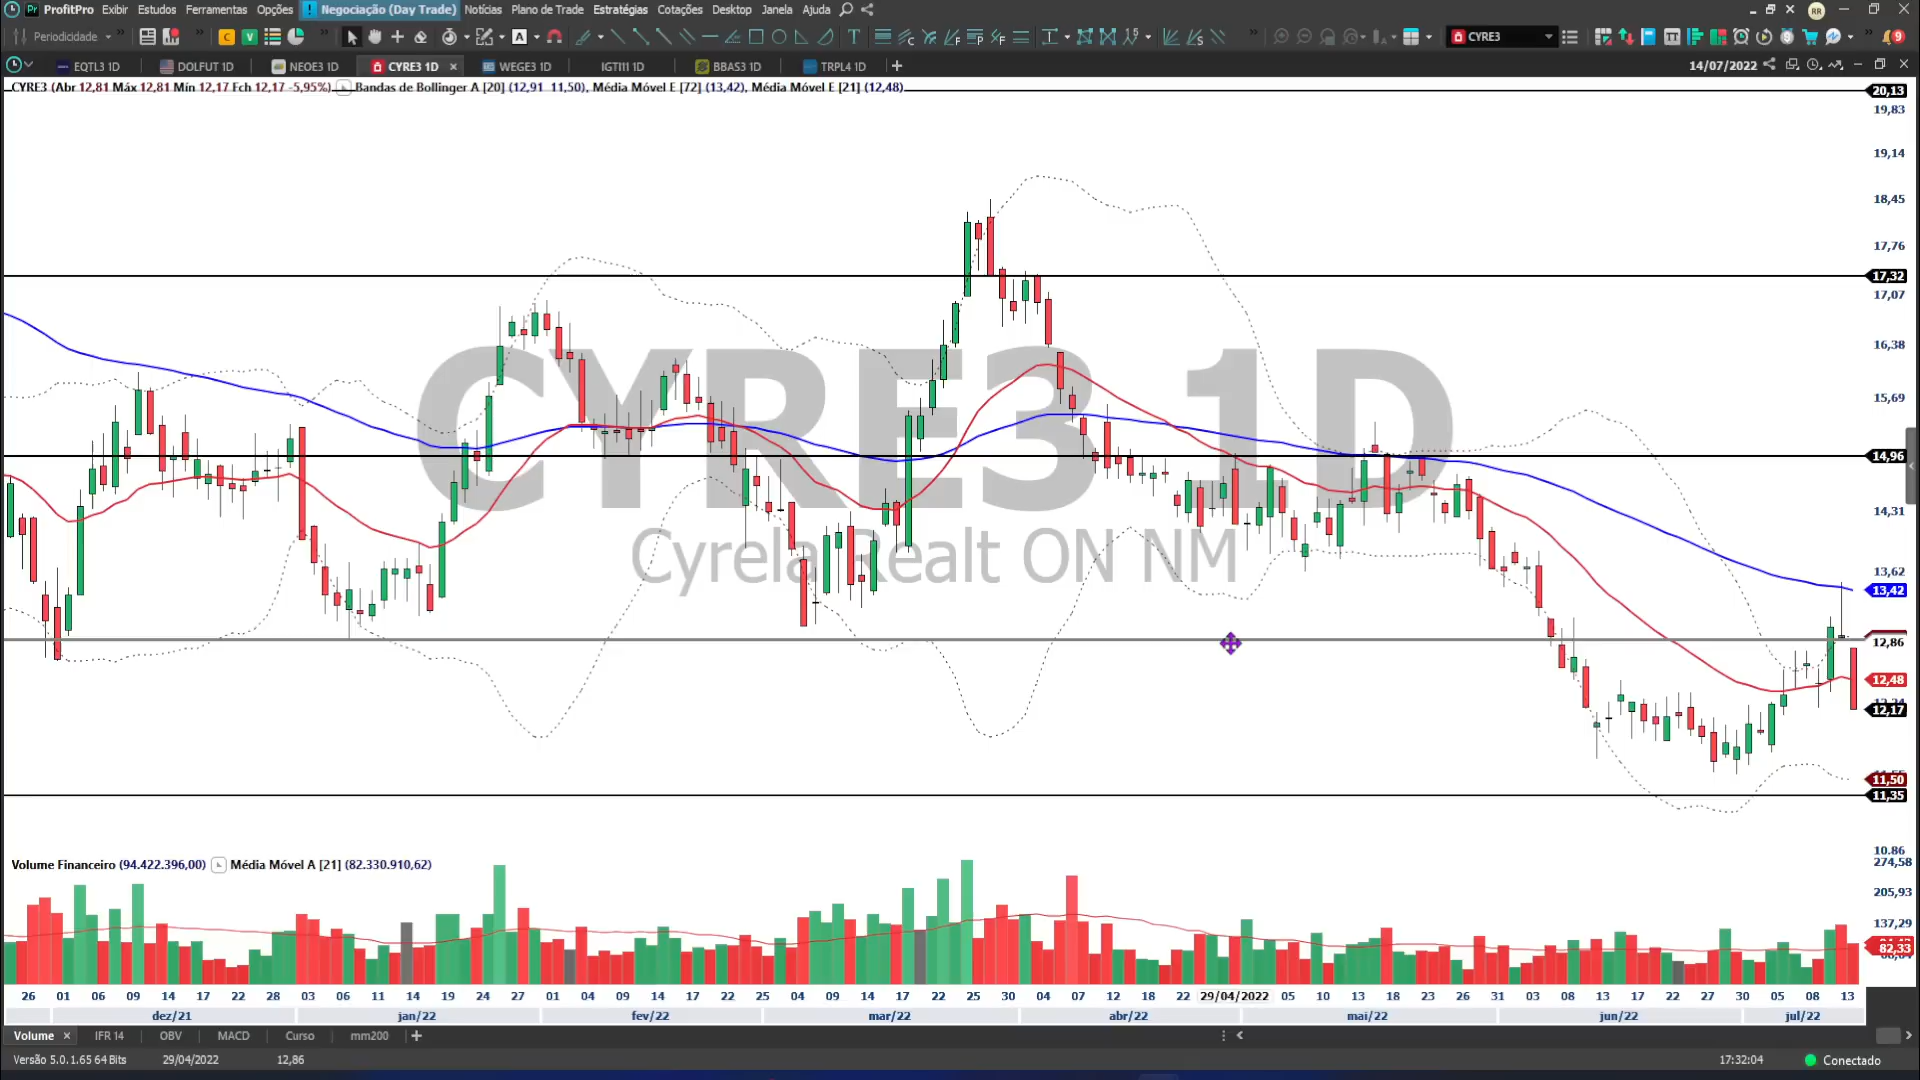 ProfitPro Exibir Estudos Ferramentas Opções ! Negociação (Day Trade) Notícias Plano de Trade Estratégias Cotações Desktop Janela Ajuda RR
Periodicidade C V A T CYRE3 9
EQTL3 1D DOLFUT 1D NEOE3 1D CYRE3 1D × WEGE3 1D IGTI11 1D BBAS3 1D TRPL4 1D + 14/07/2022
CYRE3 (Abr 12,81 Máx 12,81 Mín 12,17 Fch 12,17 -5,95%) Bandas de Bollinger A [20] (12,91 11,50), Média Móvel E [72] (13,42), Média Móvel E [21] (12,48)
20,13
19,83
19,14
18,45
17,76
17,32
17,07
16,38
15,69
14,96
14,31
13,62
13,42
12,86
12,48
12,17
11,50
11,35
10.86
CYRE3 1D
Cyrela Realt ON NM
Volume Financeiro (94.422.396,00) Média Móvel A [21] (82.330.910,62)
274,58
205,93
137,29
82,33
26 01 06 09 14 17 22 28 03 06 11 14 19 24 27 01 04 09 14 17 22 25 04 09 14 17 22 25 30 04 07 12 18 22 29/04/2022 05 10 13 18 23 26 31 03 08 13 17 22 27 30 05 08 13
dez/21 jan/22 fev/22 mar/22 abr/22 mai/22 jun/22 jul/22
Volume × IFR 14 OBV MACD Curso mm200 +
Versão 5.0.1.65 64 Bits 29/04/2022 12,86 17:32:04 Conectado